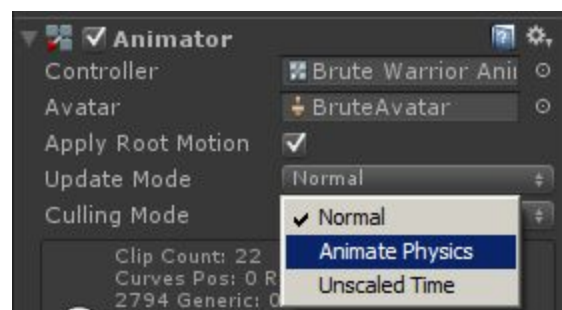 Animator
Controller Brute Warrior Ani
Avatar BruteAvatar
Apply Root Motion
Update Mode Normal
Culling Mode
Normal
Animate Physics
Unscaled Time
Clip Count: 22
Curves Pos: 0 R
2794 Generic: 0